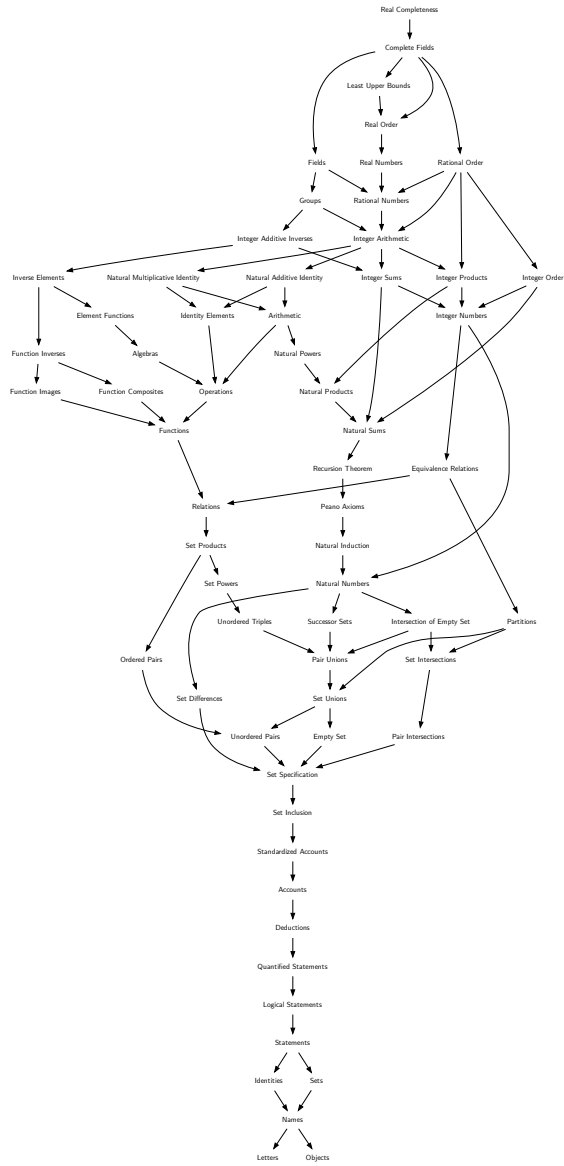 Real Completeness
Complete Fields
Least Upper Bounds
Real Order
Fields
Real Numbers
Rational Order
Groups
Rational Numbers
Integer Additive Inverses
Integer Arithmetic
Inverse Elements
Natural Multiplicative Identity
Natural Additive Identity
Integer Sums
Integer Products
Integer Order
Element Functions
Identity Elements
Arithmetic
Integer Numbers
Function Inverses
Algebras
Natural Powers
Function Images
Function Composites
Operations
Natural Products
Functions
Natural Sums
Recursion Theorem
Equivalence Relations
Relations
Peano Axioms
Set Products
Natural Induction
Set Powers
Natural Numbers
Unordered Triples
Successor Sets
Intersection of Empty Set
Partitions
Ordered Pairs
Pair Unions
Set Intersections
Set Differences
Set Unions
Unordered Pairs
Empty Set
Pair Intersections
Set Specification
Set Inclusion
Standardized Accounts
Accounts
Deductions
Quantified Statements
Logical Statements
Statements
Identities
Sets
Names
Letters
Objects